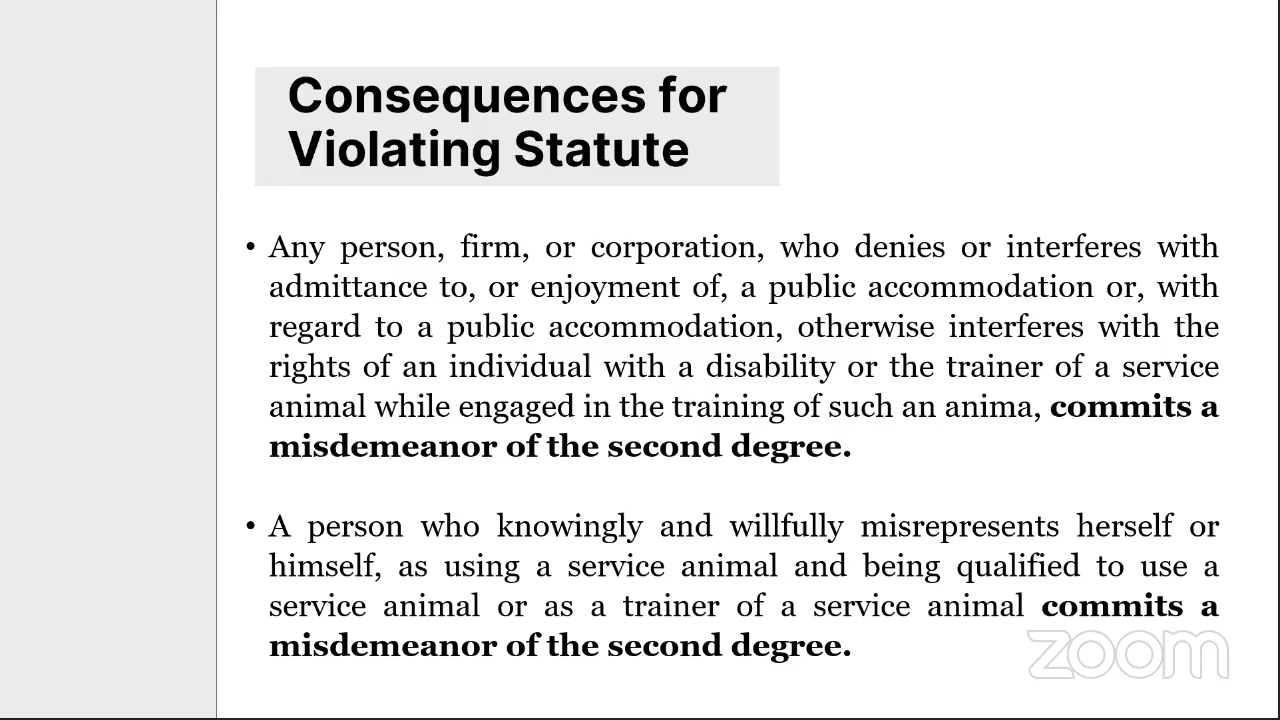 Consequences for
Violating Statute
• Any person, firm, or corporation, who denies or interferes with
admittance to, or enjoyment of, a public accommodation or, with
regard to a public accommodation, otherwise interferes with the
rights of an individual with a disability or the trainer of a service
animal while engaged in the training of such an anima, commits a
misdemeanor of the second degree.
• A person who knowingly and willfully misrepresents herself or
himself, as using a service animal and being qualified to use a
service animal or as a trainer of a service animal commits a
misdemeanor of the second degree.
zoom